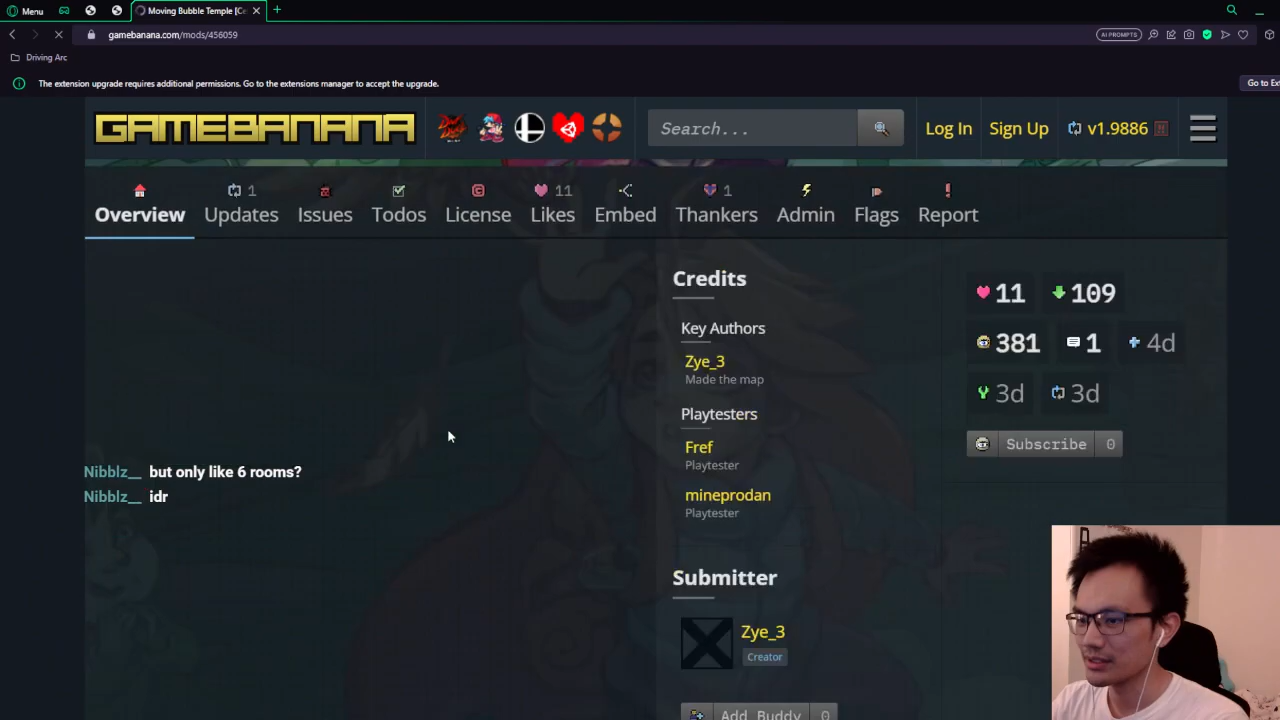 Menu
Moving Bubble Temple [Ce
gamebanana.com/mods/456059
AI PROMPTS
Driving Arc
The extension upgrade requires additional permissions. Go to the extensions manager to accept the upgrade.
Go to Ex
GAMEBANANA
Search...
Log In
Sign Up
v1.9886
1
11
1
Overview
Updates
Issues
Todos
License
Likes
Embed
Thankers
Admin
Flags
Report
Credits
Key Authors
Zye_3
Made the map
Playtesters
Fref
Playtester
mineprodan
Playtester
Submitter
Zye_3
Creator
Add Buddy 0
11
109
381
1
4d
3d
3d
Subscribe 0
Nibblz__ but only like 6 rooms?
Nibblz__ idr